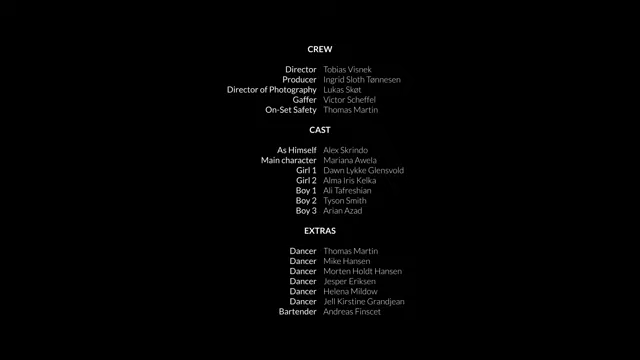 CREW
Director Tobias Visnek
Producer Ingrid Sloth Tønnesen
Director of Photography Lukas Skøt
Gaffer Victor Scheffel
On-Set Safety Thomas Martin
CAST
As Himself Alex Skrindo
Main character Mariana Awela
Girl 1 Dawn Lykke Glensvold
Girl 2 Alma Iris Kelka
Boy 1 Ali Tafreshian
Boy 2 Tyson Smith
Boy 3 Arian Azad
EXTRAS
Dancer Thomas Martin
Dancer Mike Hansen
Dancer Morten Holdt Hansen
Dancer Jesper Eriksen
Dancer Helena Mildow
Dancer Jell Kirstine Grandjean
Bartender Andreas Finscet